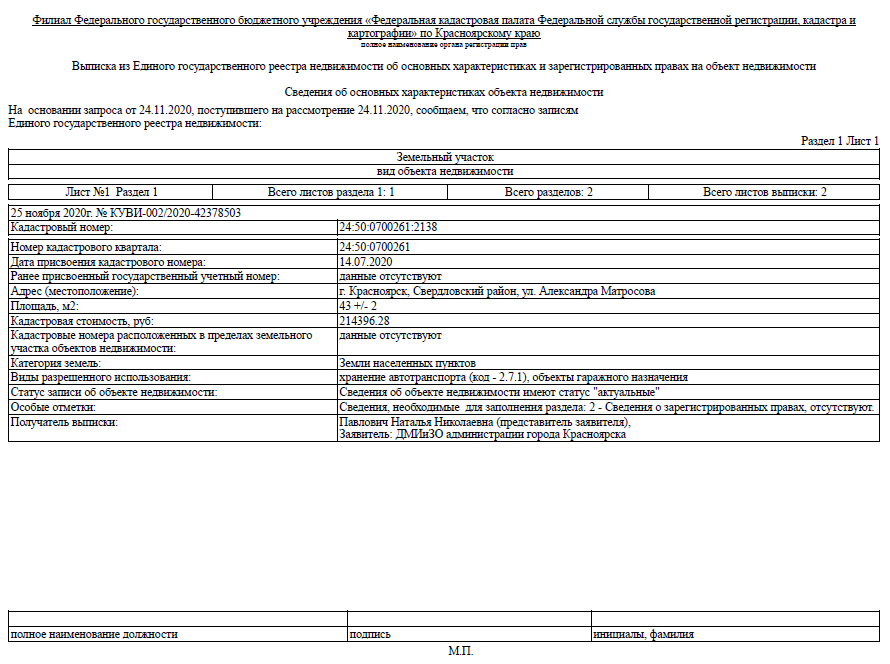 Филиал Федерального государственного бюджетного учреждения «Федеральная кадастровая палата Федеральной службы государственной регистрации, кадастра и
картографии» по Красноярскому краю
полное наименование органа регистрации прав
Выписка из Единого государственного реестра недвижимости об основных характеристиках и зарегистрированных правах на объект недвижимости
Сведения об основных характеристиках объекта недвижимости
На основании запроса от 24.11.2020, поступившего на рассмотрение 24.11.2020, сообщаем, что согласно записям
Единого государственного реестра недвижимости:
Раздел 1 Лист 1
Земельный участок
вид объекта недвижимости
Лист №1 Раздел 1 Всего листов раздела 1: 1 Всего разделов: 2 Всего листов выписки: 2
25 ноября 2020г. № КУВИ-002/2020-42378503
Кадастровый номер: 24:50:0700261:2138
Номер кадастрового квартала: 24:50:0700261
Дата присвоения кадастрового номера: 14.07.2020
Ранее присвоенный государственный учетный номер: данные отсутствуют
Адрес (местоположение): г. Красноярск, Свердловский район, ул. Александра Матросова
Площадь, м2: 43 +/- 2
Кадастровая стоимость, руб: 214396.28
Кадастровые номера расположенных в пределах земельного данные отсутствуют
участка объектов недвижимости:
Категория земель: Земли населенных пунктов
Виды разрешенного использования: хранение автотранспорта (код - 2.7.1), объекты гаражного назначения
Статус записи об объекте недвижимости: Сведения об объекте недвижимости имеют статус "актуальные"
Особые отметки: Сведения, необходимые для заполнения раздела: 2 - Сведения о зарегистрированных правах, отсутствуют.
Получатель выписки: Павлович Наталья Николаевна (представитель заявителя),
Заявитель: ДМИиЗО администрации города Красноярска
полное наименование должности подпись инициалы, фамилия
М.П.